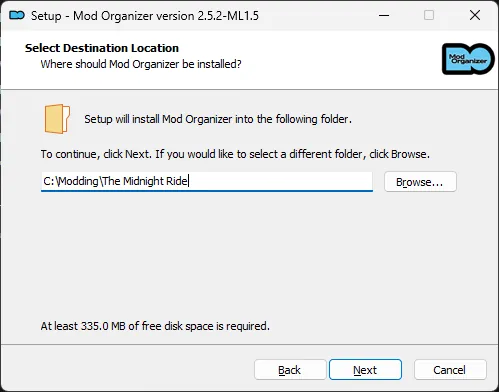 Setup - Mod Organizer version 2.5.2-ML1.5
Select Destination Location
Where should Mod Organizer be installed?
Mod
Organizer
Setup will install Mod Organizer into the following folder.
To continue, click Next. If you would like to select a different folder, click Browse.
C:\Modding\The Midnight Ride
Browse...
At least 335.0 MB of free disk space is required.
Back
Next
Cancel